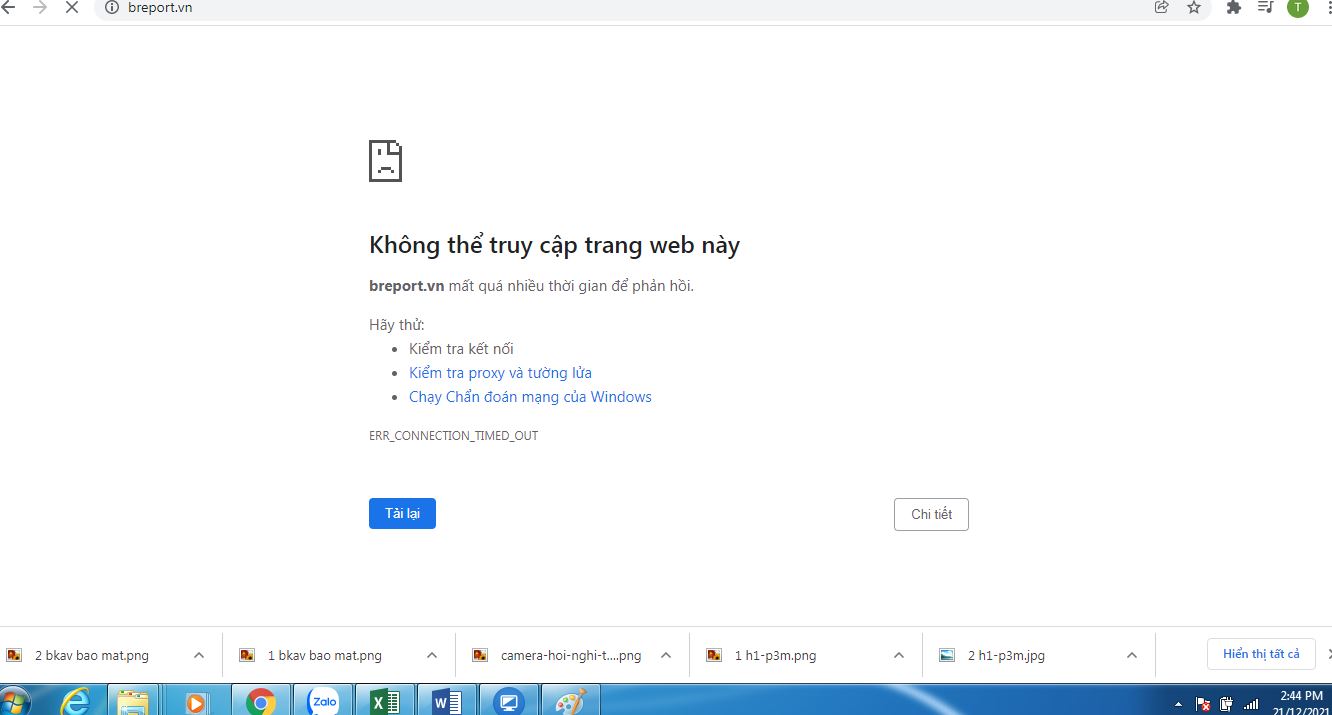 breport.vn
T
Không thể truy cập trang web này
breport.vn mất quá nhiều thời gian để phản hồi.
Hãy thử:
Kiểm tra kết nối
Kiểm tra proxy và tường lửa
Chạy Chẩn đoán mạng của Windows
ERR_CONNECTION_TIMED_OUT
Tải lại
Chi tiết
2 bkav bao mat.png
1 bkav bao mat.png
camera-hoi-nghi-t....png
1 h1-p3m.png
2 h1-p3m.jpg
Hiển thị tất cả
Zalo
2:44 PM
21/12/2021